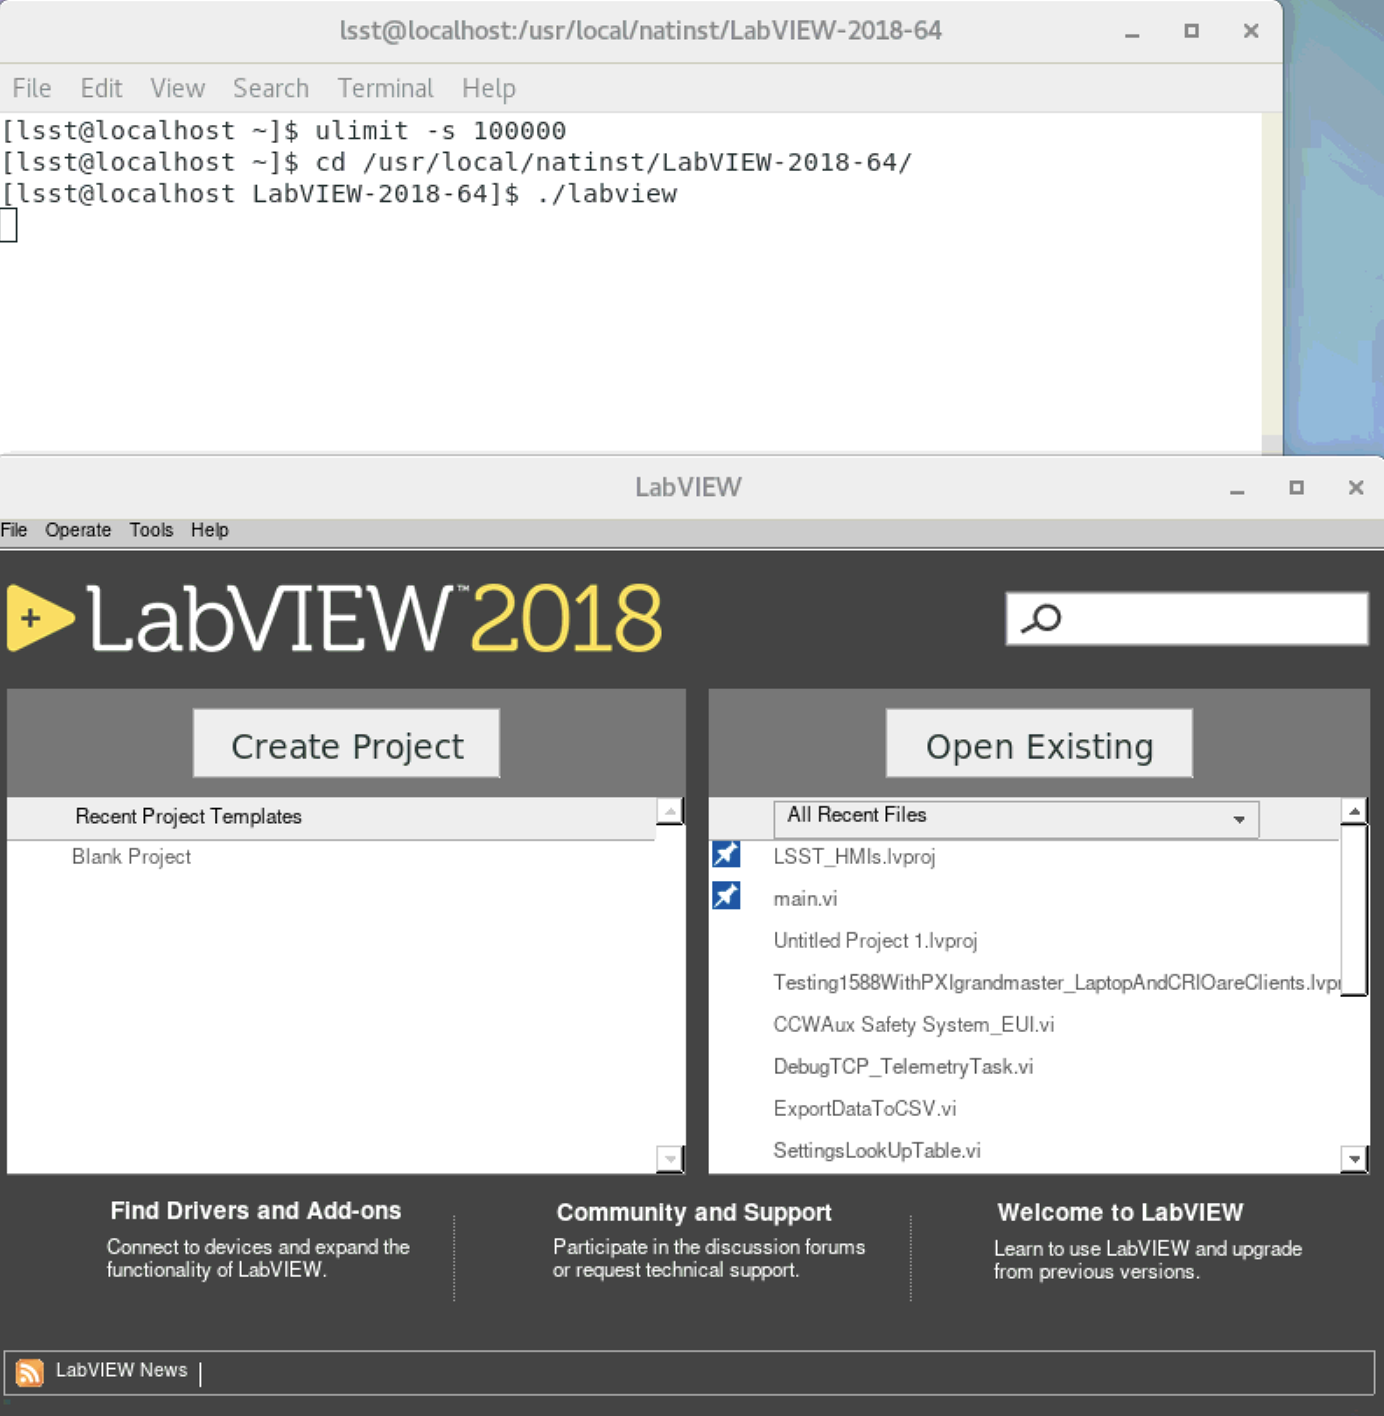 lsst@localhost:/usr/local/natinst/LabVIEW-2018-64
File Edit View Search Terminal Help
[lsst@localhost ~]$ ulimit -s 100000
[lsst@localhost ~]$ cd /usr/local/natinst/LabVIEW-2018-64/
[lsst@localhost LabVIEW-2018-64]$ ./labview
LabVIEW
File Operate Tools Help
LabVIEW™ 2018
Create Project
Recent Project Templates
Blank Project
Open Existing
All Recent Files
LSST_HMIs.lvproj
main.vi
Untitled Project 1.lvproj
Testing1588WithPXIgrandmaster_LaptopAndCRIOareClients.lvpr
CCWAux Safety System_EUI.vi
DebugTCP_TelemetryTask.vi
ExportDataToCSV.vi
SettingsLookUpTable.vi
Find Drivers and Add-ons
Connect to devices and expand the
functionality of LabVIEW.
Community and Support
Participate in the discussion forums
or request technical support.
Welcome to LabVIEW
Learn to use LabVIEW and upgrade
from previous versions.
LabVIEW News